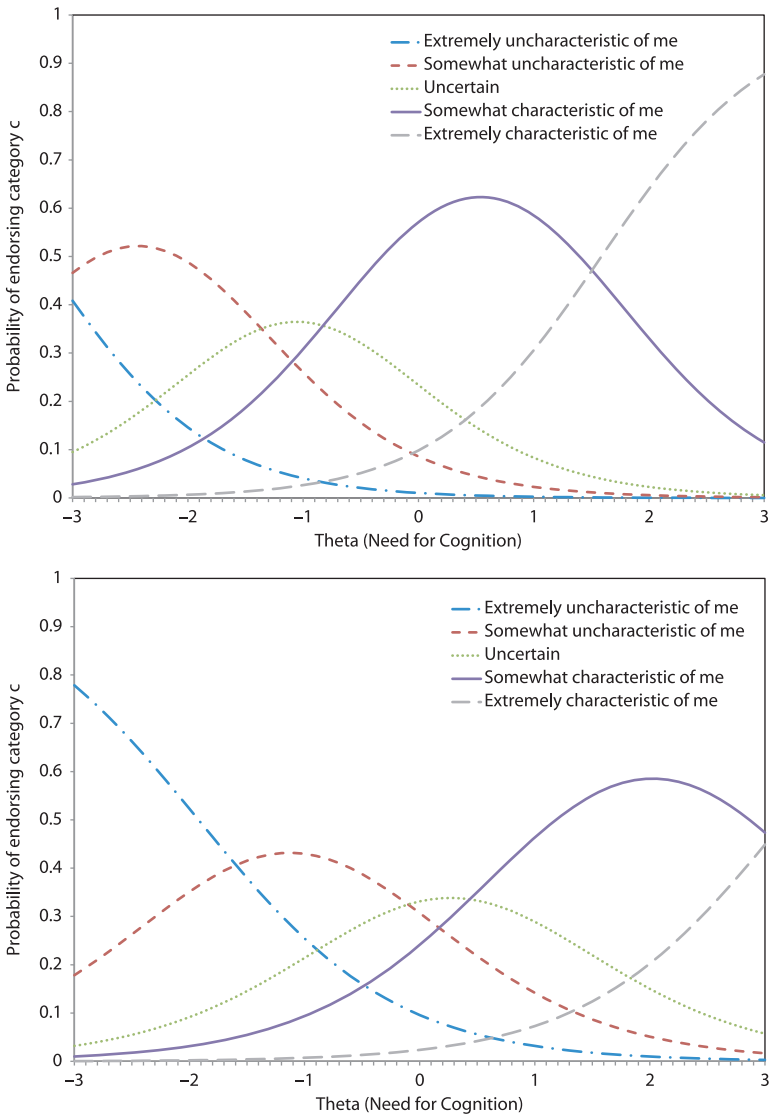 1
0.9
0.8
0.7
0.6
0.5
0.4
0.3
0.2
0.1
0
Probability of endorsing category c
Extremely uncharacteristic of me
Somewhat uncharacteristic of me
Uncertain
Somewhat characteristic of me
Extremely characteristic of me
−3 −2 −1 0 1 2 3
Theta (Need for Cognition)
1
0.9
0.8
0.7
0.6
0.5
0.4
0.3
0.2
0.1
0
Probability of endorsing category c
Extremely uncharacteristic of me
Somewhat uncharacteristic of me
Uncertain
Somewhat characteristic of me
Extremely characteristic of me
−3 −2 −1 0 1 2 3
Theta (Need for Cognition)